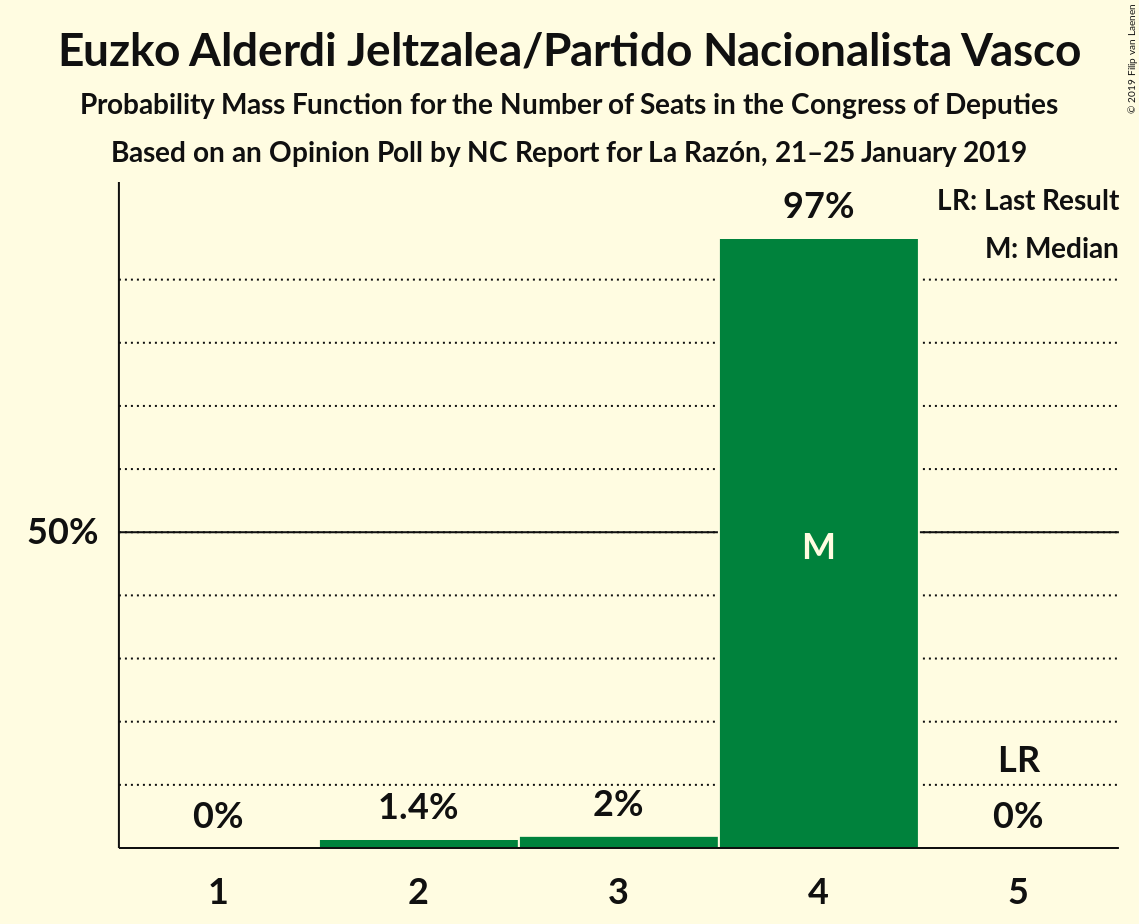 Euzko Alderdi Jeltzalea/Partido Nacionalista Vasco
Probability Mass Function for the Number of Seats in the Congress of Deputies
Based on an Opinion Poll by NC Report for La Razón, 21–25 January 2019
© 2019 Filip van Laenen
LR: Last Result
M: Median
97%
50%
M
LR
0%
1.4%
2%
0%
1
2
3
4
5